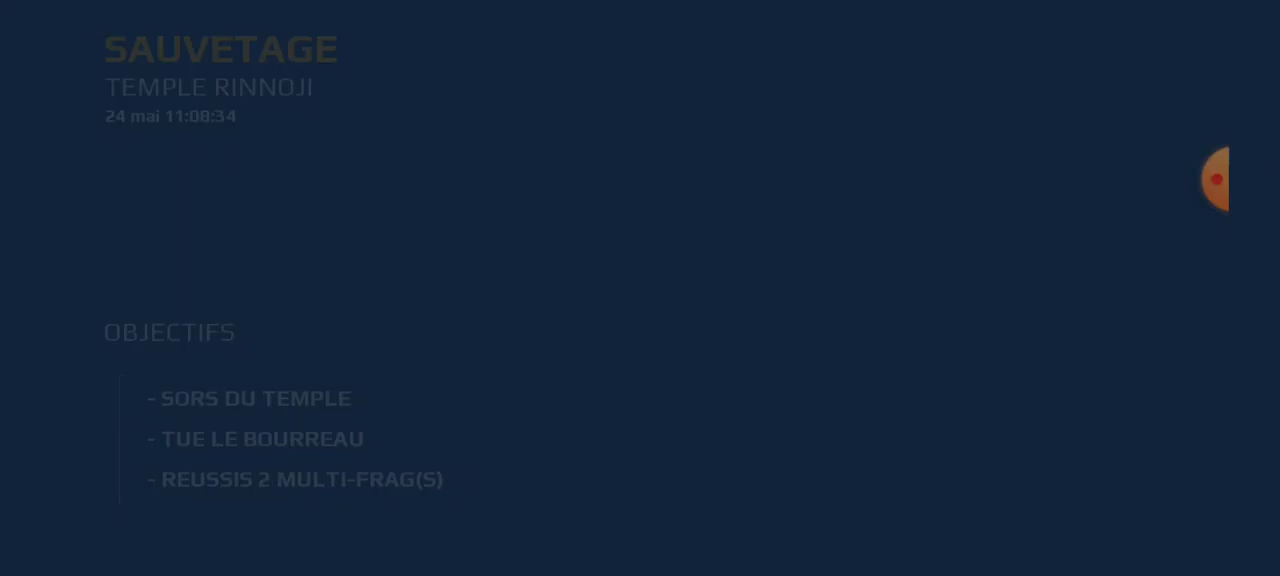 SAUVETAGE
TEMPLE RINNOJI
24 mai 11:08:34
OBJECTIFS
- SORS DU TEMPLE
- TUE LE BOURREAU
- REUSSIS 2 MULTI-FRAG(S)